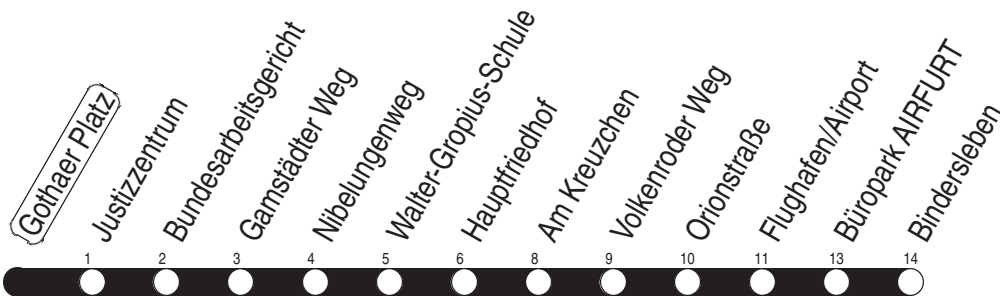 Gothaer Platz
Justizzentrum
Bundesarbeitsgericht
Gamstädter Weg
Nibelungenweg
Walter-Gropius-Schule
Hauptfriedhof
Am Kreuzchen
Volkenroder Weg
Orionstraße
Flughafen/Airport
Büropark AIRFURT
Bindersleben
1 2 3 4 5 6 8 9 10 11 13 14